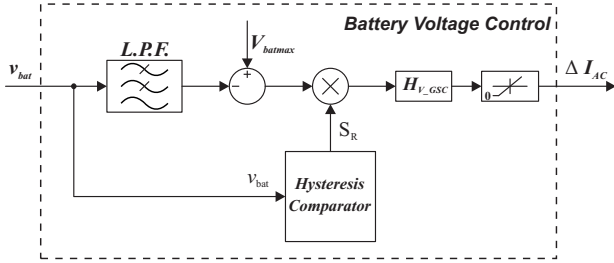 Battery Voltage Control
L.P.F.
V_batmax
v_bat
+
-
×
H_V_GSC
0
Δ I_AC
S_R
v_bat
Hysteresis
Comparator